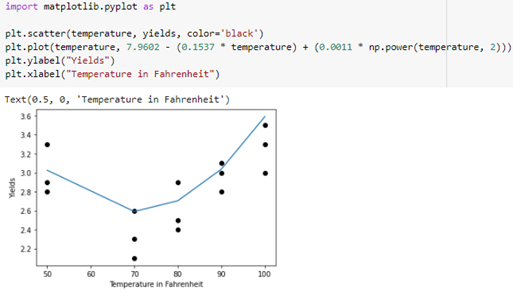 import matplotlib.pyplot as plt
plt.scatter(temperature, yields, color='black')
plt.plot(temperature, 7.9602 - (0.1537 * temperature) + (0.0011 * np.power(temperature, 2)))
plt.ylabel("Yields")
plt.xlabel("Temperature in Fahrenheit")
Text(0.5, 0, 'Temperature in Fahrenheit')
3.6
3.4
3.2
3.0
2.8
2.6
2.4
2.2
Yields
50 60 70 80 90 100
Temperature in Fahrenheit